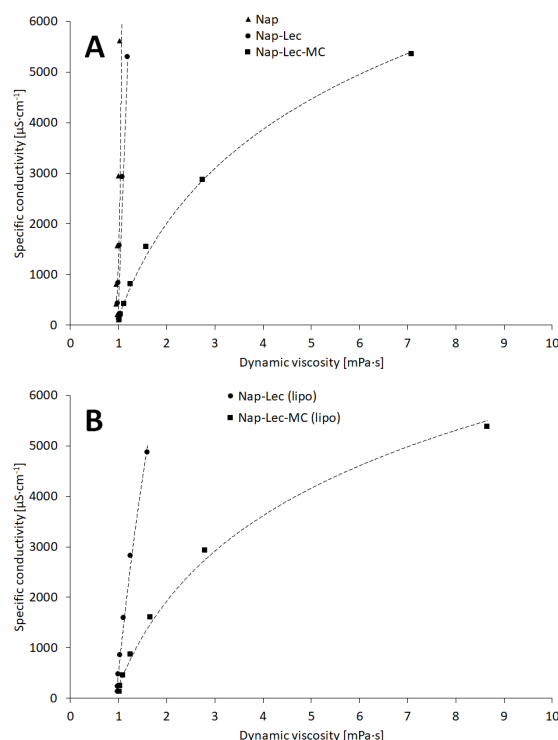 A
Nap
Nap-Lec
Nap-Lec-MC
Specific conductivity [µS·cm⁻¹]
6000
5000
4000
3000
2000
1000
0
0 1 2 3 4 5 6 7 8 9 10
Dynamic viscosity [mPa·s]
B
Nap-Lec (lipo)
Nap-Lec-MC (lipo)
Specific conductivity [µS·cm⁻¹]
6000
5000
4000
3000
2000
1000
0
0 1 2 3 4 5 6 7 8 9 10
Dynamic viscosity [mPa·s]